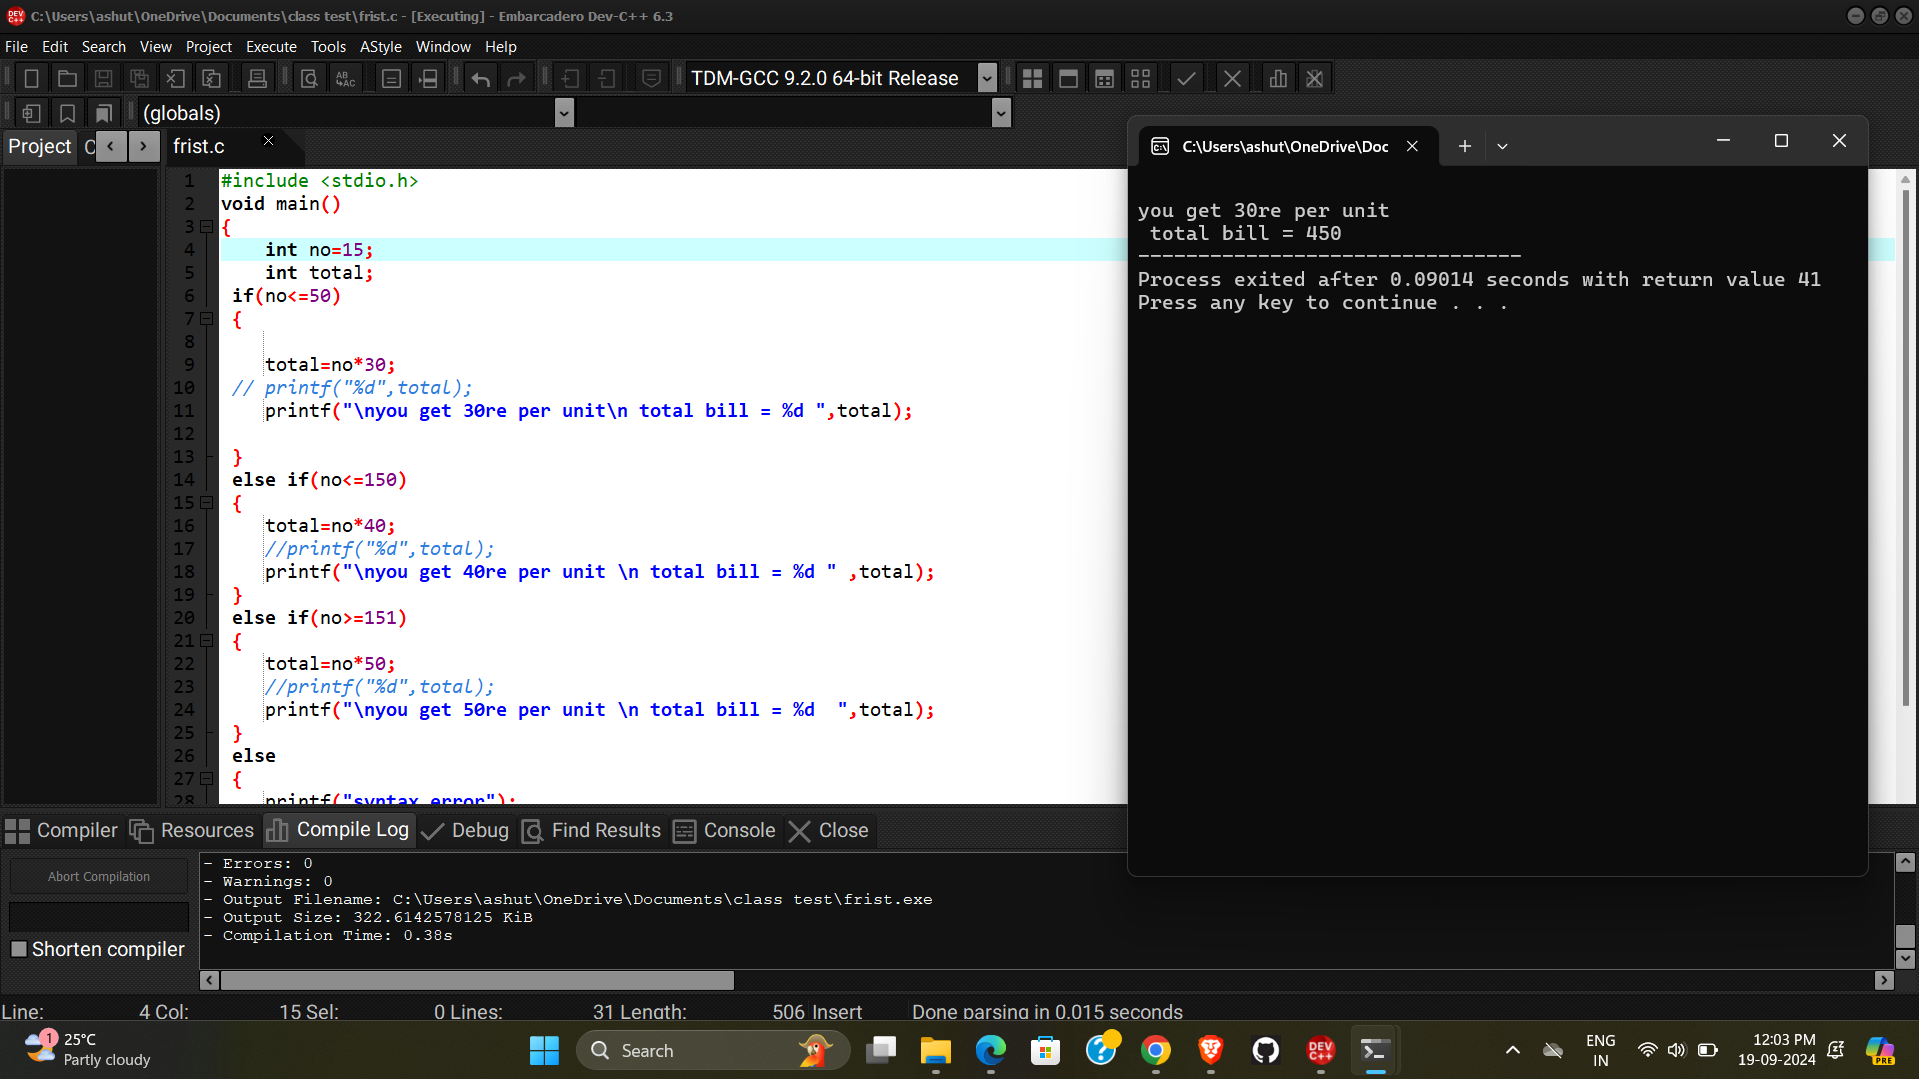 C:\Users\ashut\OneDrive\Documents\class test\frist.c - [Executing] - Embarcadero Dev-C++ 6.3
File Edit Search View Project Execute Tools AStyle Window Help
TDM-GCC 9.2.0 64-bit Release
(globals)
Project
frist.c
1 #include <stdio.h>
2 void main()
3 {
4 int no=15;
5 int total;
6 if(no<=50)
7 {
8
9 total=no*30;
10 // printf("%d",total);
11 printf("\nyou get 30re per unit\n total bill = %d ",total);
12
13 }
14 else if(no<=150)
15 {
16 total=no*40;
17 //printf("%d",total);
18 printf("\nyou get 40re per unit \n total bill = %d " ,total);
19 }
20 else if(no>=151)
21 {
22 total=no*50;
23 //printf("%d",total);
24 printf("\nyou get 50re per unit \n total bill = %d  ",total);
25 }
26 else
27 {
28 printf("syntax error");
C:\Users\ashut\OneDrive\Doc
you get 30re per unit
total bill = 450
--------------------------------
Process exited after 0.09014 seconds with return value 41
Press any key to continue . . .
Compiler Resources Compile Log Debug Find Results Console Close
Abort Compilation
Shorten compiler
- Errors: 0
- Warnings: 0
- Output Filename: C:\Users\ashut\OneDrive\Documents\class test\frist.exe
- Output Size: 322.6142578125 KiB
- Compilation Time: 0.38s
Line: 4 Col: 15 Sel: 0 Lines: 31 Length: 506 Insert Done parsing in 0.015 seconds
1
25°C
Partly cloudy
Search
DEV C++
ENG
IN
12:03 PM
19-09-2024
PRE